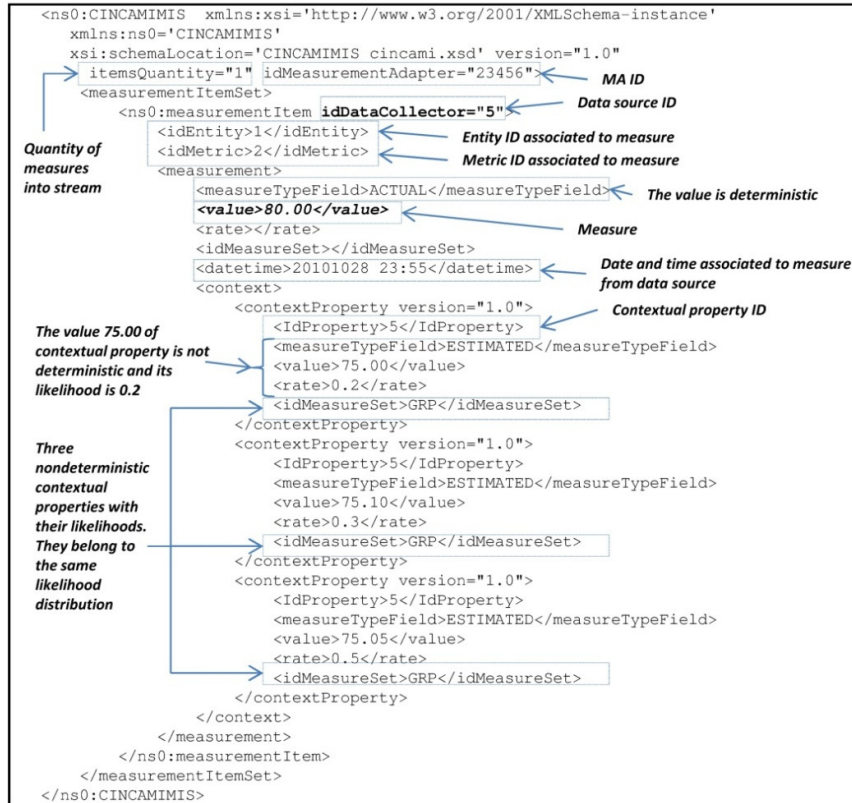 <ns0:CINCAMIMIS xmlns:xsi='http://www.w3.org/2001/XMLSchema-instance'
xmlns:ns0='CINCAMIMIS'
xsi:schemaLocation='CINCAMIMIS cincami.xsd' version="1.0"
itemsQuantity="1" idMeasurementAdapter="23456">
MA ID
<measurementItemSet>
Data source ID
<ns0:measurementItem idDataCollector="5">
<idEntity>1</idEntity>
Entity ID associated to measure
<idMetric>2</idMetric>
Metric ID associated to measure
Quantity of
measures
into stream
<measurement>
<measureTypeField>ACTUAL</measureTypeField>
The value is deterministic
<value>80.00</value>
Measure
<rate></rate>
<idMeasureSet></idMeasureSet>
<datetime>20101028 23:55</datetime>
Date and time associated to measure
from data source
<context>
<contextProperty version="1.0">
Contextual property ID
<IdProperty>5</IdProperty>
The value 75.00 of
contextual property is not
deterministic and its
likelihood is 0.2
<measureTypeField>ESTIMATED</measureTypeField>
<value>75.00</value>
<rate>0.2</rate>
<idMeasureSet>GRP</idMeasureSet>
</contextProperty>
<contextProperty version="1.0">
Three
nondeterministic
contextual
properties with
their likelihoods.
They belong to
the same
likelihood
distribution
<IdProperty>5</IdProperty>
<measureTypeField>ESTIMATED</measureTypeField>
<value>75.10</value>
<rate>0.3</rate>
<idMeasureSet>GRP</idMeasureSet>
</contextProperty>
<contextProperty version="1.0">
<IdProperty>5</IdProperty>
<measureTypeField>ESTIMATED</measureTypeField>
<value>75.05</value>
<rate>0.5</rate>
<idMeasureSet>GRP</idMeasureSet>
</contextProperty>
</context>
</measurement>
</ns0:measurementItem>
</measurementItemSet>
</ns0:CINCAMIMIS>